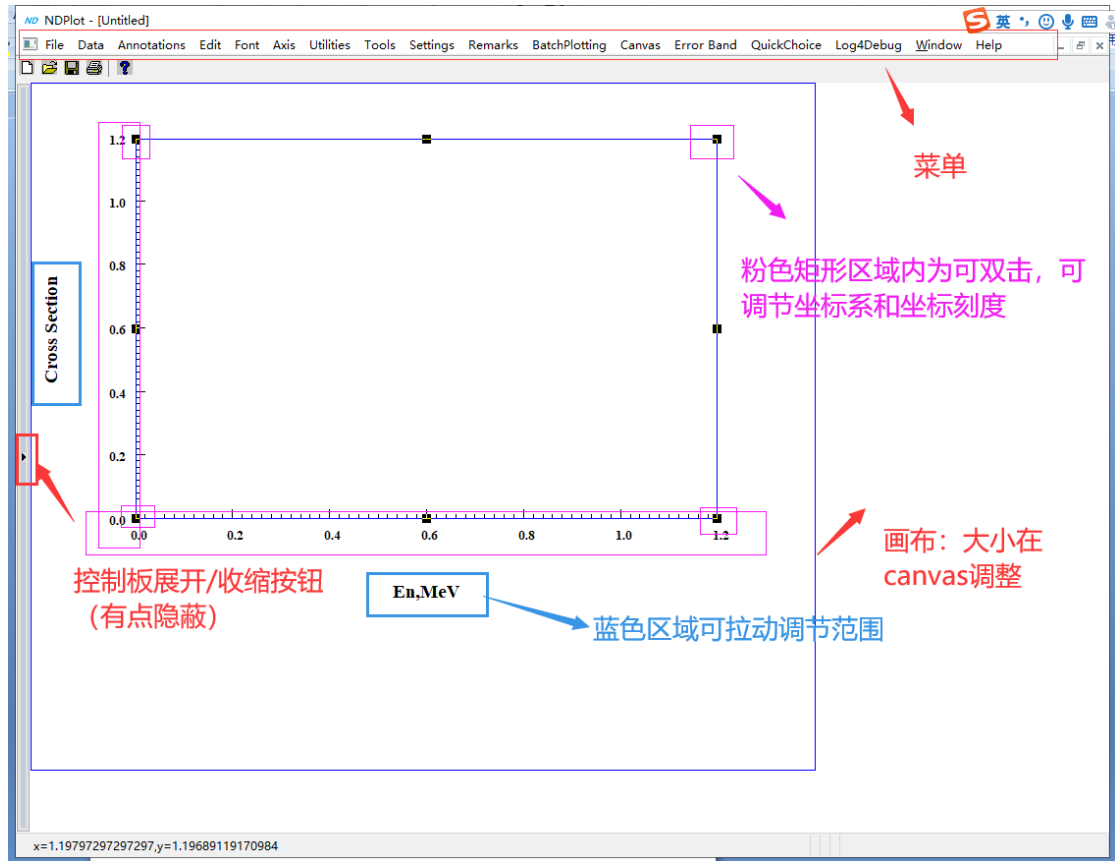 ND NDPlot - [Untitled]
英
File Data Annotations Edit Font Axis Utilities Tools Settings Remarks BatchPlotting Canvas Error Band QuickChoice Log4Debug Window Help
菜单
1.2
1.0
0.8
0.6
0.4
0.2
0.0
Cross Section
粉色矩形区域内为可双击，可
调节坐标系和坐标刻度
0.0 0.2 0.4 0.6 0.8 1.0 1.2
画布：大小在
canvas调整
控制板展开/收缩按钮
（有点隐蔽）
En,MeV
蓝色区域可拉动调节范围
x=1.19797297297297,y=1.19689119170984